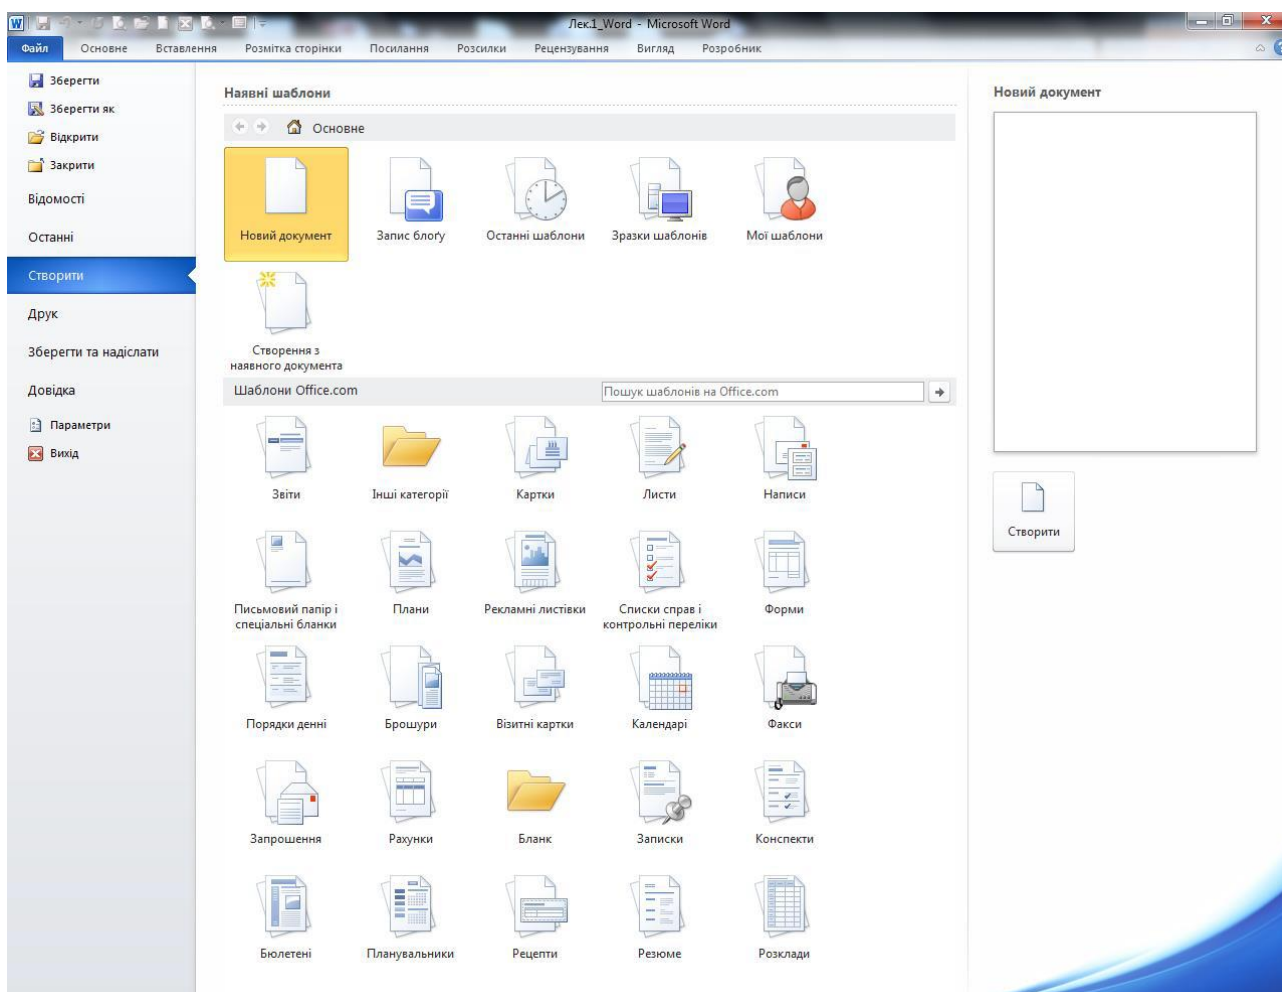 Лек.1_Word - Microsoft Word
Файл Основне Вставлення Розмітка сторінки Посилання Розсилки Рецензування Вигляд Розробник
Зберегти
Зберегти як
Відкрити
Закрити
Відомості
Останні
Створити
Друк
Зберегти та надіслати
Довідка
Параметри
Вихід
Наявні шаблони
Основне
Новий документ Запис блоґу Останні шаблони Зразки шаблонів Мої шаблони
Створення з
наявного документа
Шаблони Office.com Пошук шаблонів на Office.com
Звіти Інші категорії Картки Листи Написи
Письмовий папір і
спеціальні бланки
Плани Рекламні листівки
Списки справ і
контрольні переліки
Форми
Порядки денні Брошури Візитні картки Календарі Факси
Запрошення Рахунки Бланк Записки Конспекти
Бюлетені Планувальники Рецепти Резюме Розклади
Новий документ
Створити